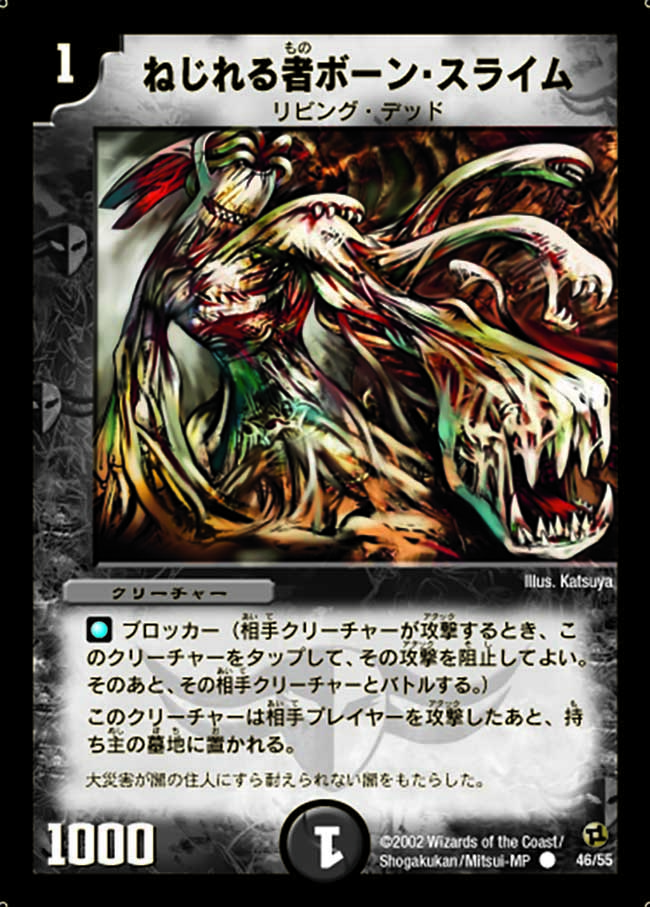 1
ねじれる者ボーン・スライム
もの
リビング・デッド
Illus. Katsuya
クリーチャー
ブロッカー（相手クリーチャーが攻撃するとき、こ
のクリーチャーをタップして、その攻撃を阻止してよい。
そのあと、その相手クリーチャーとバトルする。）
このクリーチャーは相手プレイヤーを攻撃したあと、持
ち主の墓地に置かれる。
大災害が闇の住人にすら耐えられない闇をもたらした。
1000
1
©2002 Wizards of the Coast/
Shogakukan/Mitsui-MP
46/55